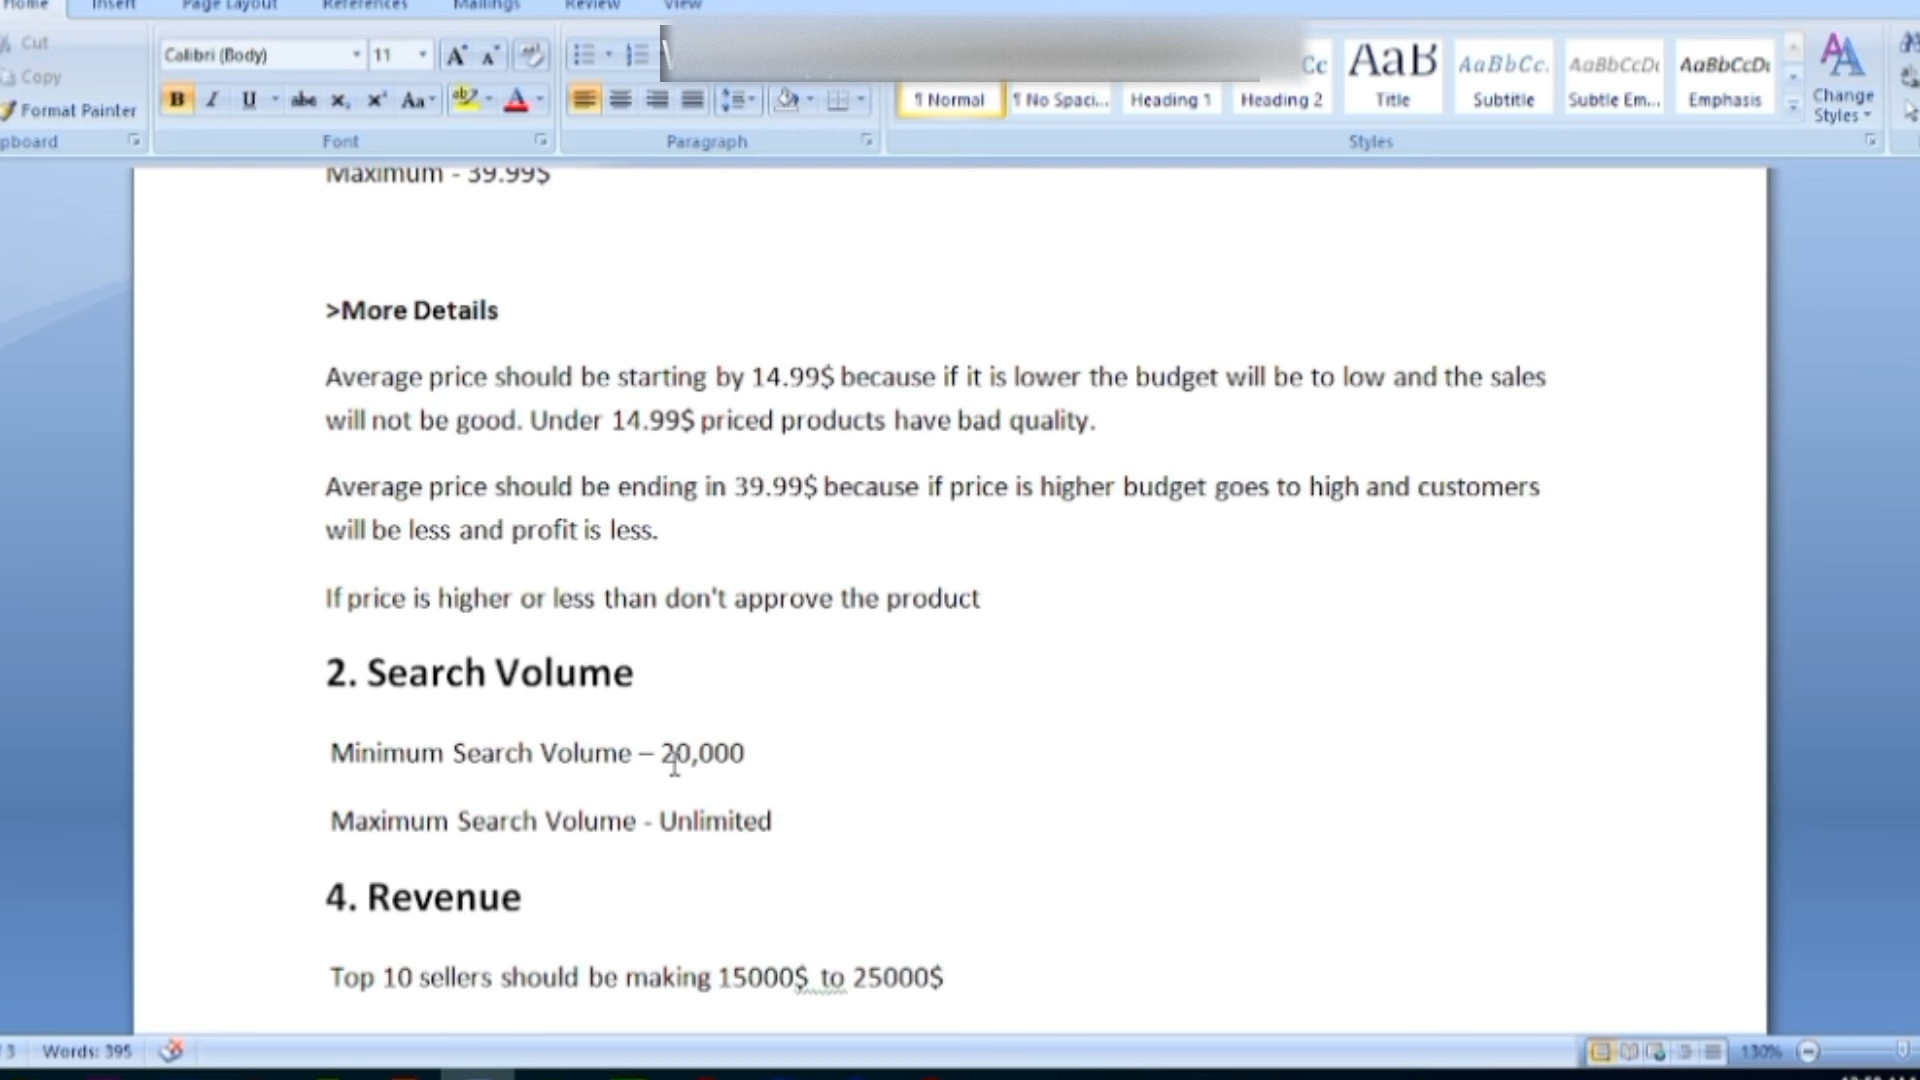 Home Insert Page Layout References Mailings Review View
Cut
Calibri (Body) 11
Cc AaB AaBbCc. AaBbCcDι AaBbCcDι
Copy
Format Painter
B I U abc Aa
¶ Normal ¶ No Spaci... Heading 1 Heading 2 Title Subtitle Subtle Em... Emphasis
Change
Styles
pboard Font Paragraph Styles
Maximum - 39.99$
>More Details
Average price should be starting by 14.99$ because if it is lower the budget will be to low and the sales
will not be good. Under 14.99$ priced products have bad quality.
Average price should be ending in 39.99$ because if price is higher budget goes to high and customers
will be less and profit is less.
If price is higher or less than don't approve the product
2. Search Volume
Minimum Search Volume – 20,000
Maximum Search Volume - Unlimited
4. Revenue
Top 10 sellers should be making 15000$ to 25000$
3 Words: 395 130%